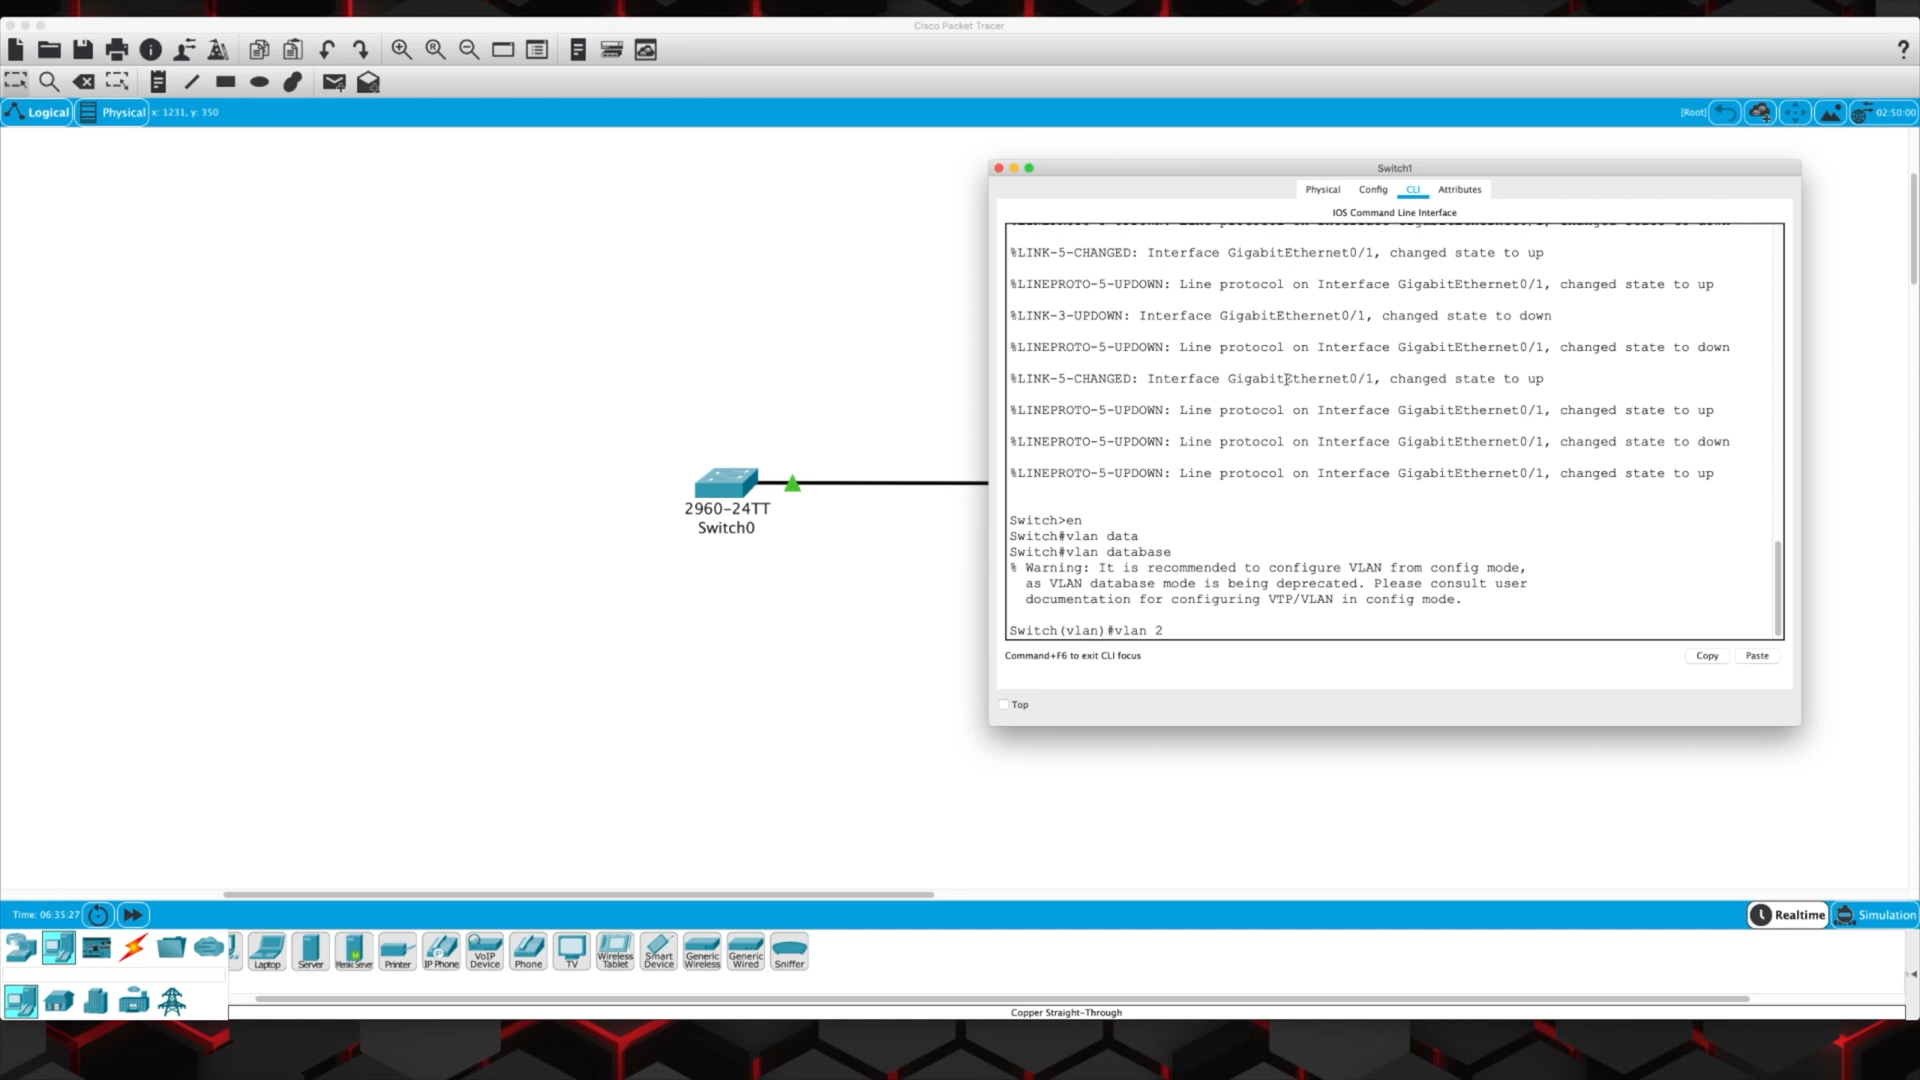 Cisco Packet Tracer
?
Logical
Physical
x: 1231, y: 350
[Root]
02:50:00
Switch1
Physical
Config
CLI
Attributes
IOS Command Line Interface
%LINK-5-CHANGED: Interface GigabitEthernet0/1, changed state to up
%LINEPROTO-5-UPDOWN: Line protocol on Interface GigabitEthernet0/1, changed state to up
%LINK-3-UPDOWN: Interface GigabitEthernet0/1, changed state to down
%LINEPROTO-5-UPDOWN: Line protocol on Interface GigabitEthernet0/1, changed state to down
%LINK-5-CHANGED: Interface GigabitEthernet0/1, changed state to up
%LINEPROTO-5-UPDOWN: Line protocol on Interface GigabitEthernet0/1, changed state to up
%LINEPROTO-5-UPDOWN: Line protocol on Interface GigabitEthernet0/1, changed state to down
%LINEPROTO-5-UPDOWN: Line protocol on Interface GigabitEthernet0/1, changed state to up
Switch>en
Switch#vlan data
Switch#vlan database
% Warning: It is recommended to configure VLAN from config mode,
as VLAN database mode is being deprecated. Please consult user
documentation for configuring VTP/VLAN in config mode.
Switch(vlan)#vlan 2
Command+F6 to exit CLI focus
Copy
Paste
Top
2960-24TT
Switch0
Time: 06:35:27
Realtime
Simulation
Laptop
Server
Meraki Server
Printer
IP Phone
VoIP
Device
Phone
TV
Wireless
Tablet
Smart
Device
Generic
Wireless
Generic
Wired
Sniffer
Copper Straight-Through